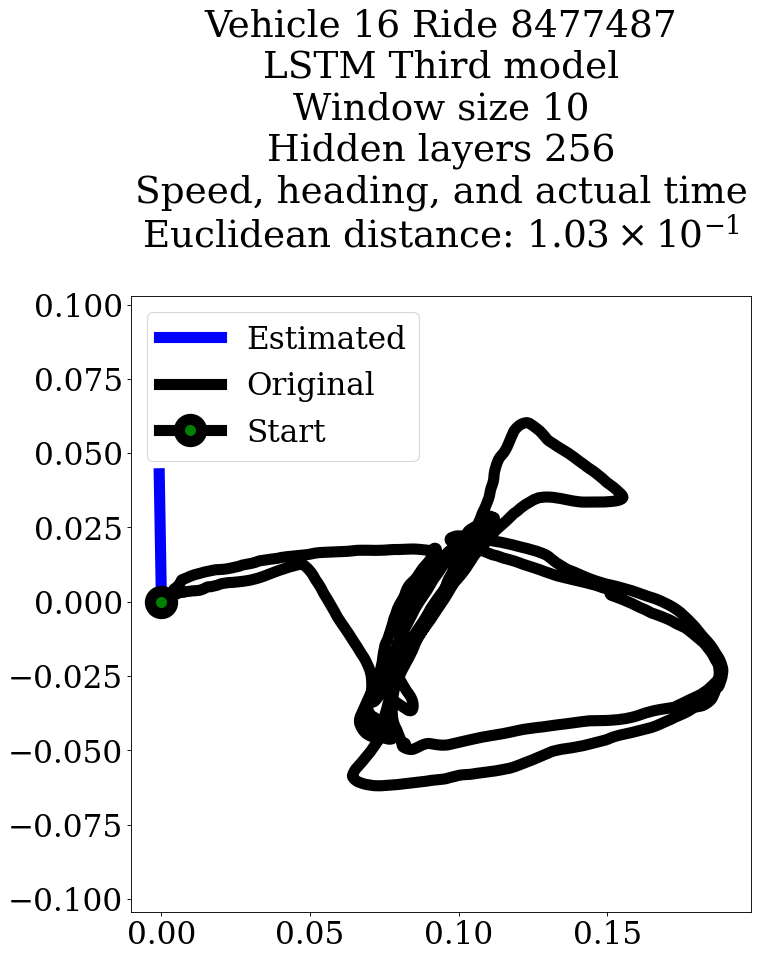 Vehicle 16 Ride 8477487
LSTM Third model
Window size 10
Hidden layers 256
Speed, heading, and actual time
Euclidean distance: 1.03 × 10⁻¹
Estimated
Original
Start
0.100
0.075
0.050
0.025
0.000
−0.025
−0.050
−0.075
−0.100
0.00 0.05 0.10 0.15